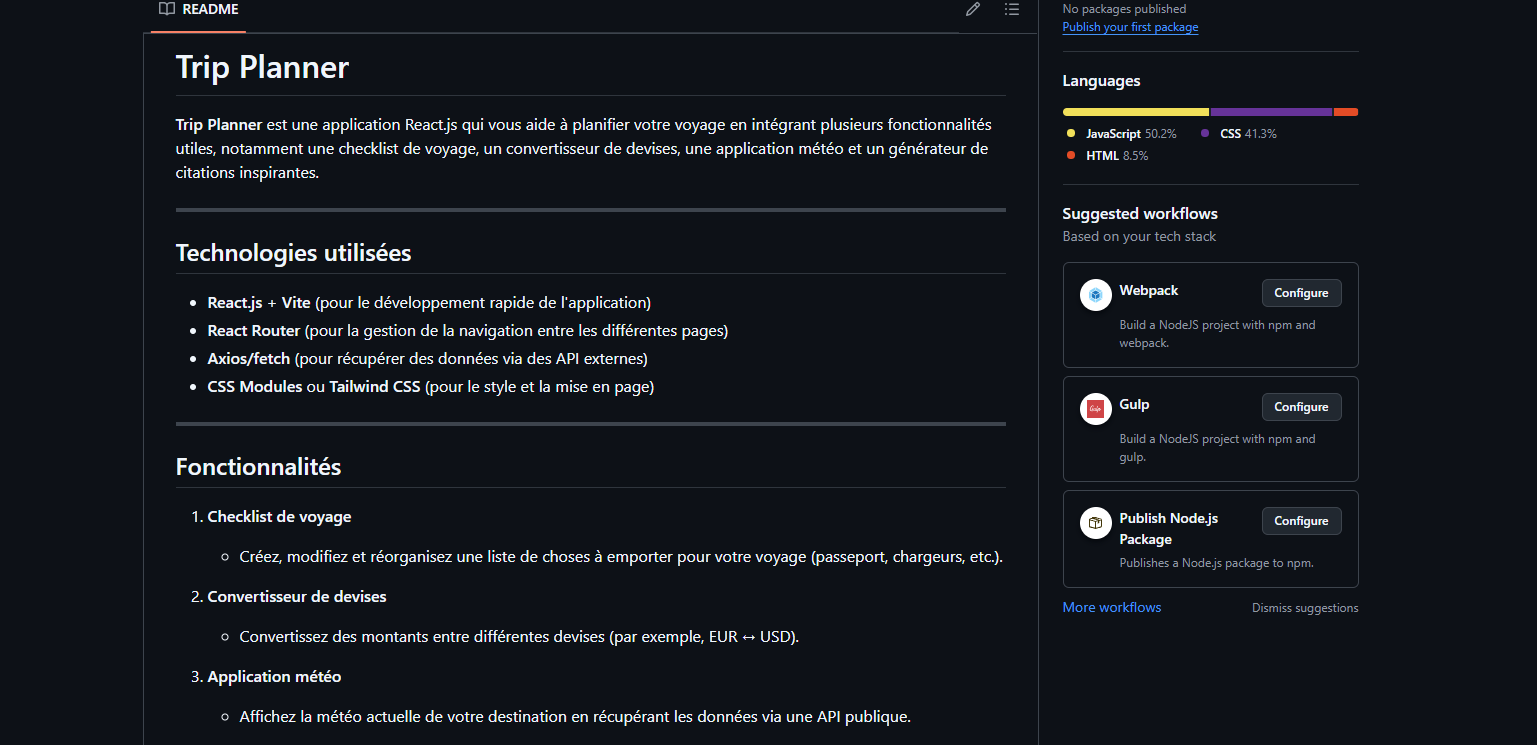 README
Trip Planner
Trip Planner est une application React.js qui vous aide à planifier votre voyage en intégrant plusieurs fonctionnalités
utiles, notamment une checklist de voyage, un convertisseur de devises, une application météo et un générateur de
citations inspirantes.
Technologies utilisées
• React.js + Vite (pour le développement rapide de l'application)
• React Router (pour la gestion de la navigation entre les différentes pages)
• Axios/fetch (pour récupérer des données via des API externes)
• CSS Modules ou Tailwind CSS (pour le style et la mise en page)
Fonctionnalités
1. Checklist de voyage
○ Créez, modifiez et réorganisez une liste de choses à emporter pour votre voyage (passeport, chargeurs, etc.).
2. Convertisseur de devises
○ Convertissez des montants entre différentes devises (par exemple, EUR ↔ USD).
3. Application météo
○ Affichez la météo actuelle de votre destination en récupérant les données via une API publique.
No packages published
Publish your first package
Languages
JavaScript 50.2% CSS 41.3%
HTML 8.5%
Suggested workflows
Based on your tech stack
Webpack
Configure
Build a NodeJS project with npm and
webpack.
Gulp
Gulp
Configure
Build a NodeJS project with npm and
gulp.
Publish Node.js
Package
Configure
Publishes a Node.js package to npm.
More workflows
Dismiss suggestions